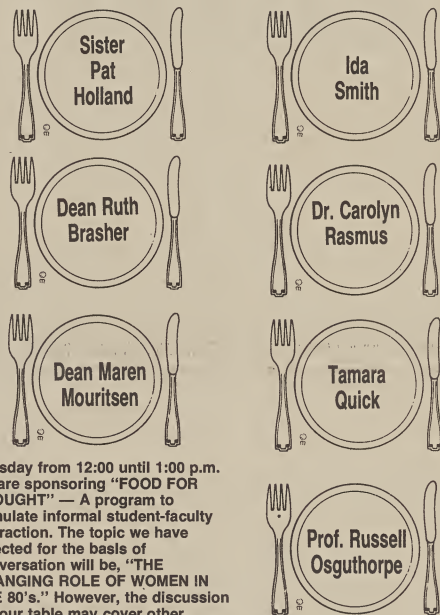 Sister
Pat
Holland
Ida
Smith
Dean Ruth
Brasher
Dr. Carolyn
Rasmus
Dean Maren
Mouritsen
Tamara
Quick
sday from 12:00 until 1:00 p.m.
are sponsoring "FOOD FOR
OUGHT" — A program to
ulate informal student-faculty
raction. The topic we have
ected for the basis of
versation will be, "THE
ANGING ROLE OF WOMEN IN
E 80's." However, the discussion
our table may cover other
Prof. Russell
Osguthorpe